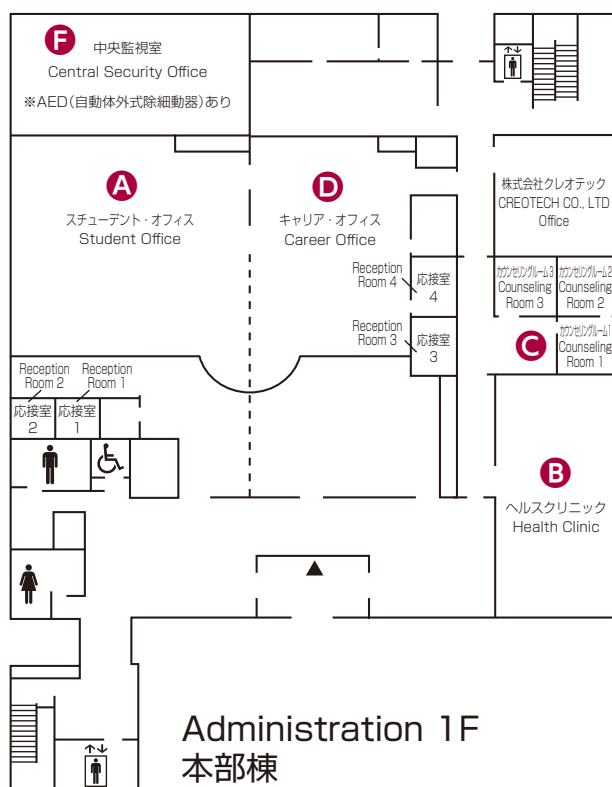 F 中央監視室
Central Security Office
※AED(自動体外式除細動器)あり
A
スチューデント・オフィス
Student Office
D
キャリア・オフィス
Career Office
株式会社クレオテック
CREOTECH CO., LTD
Office
Reception
Room 4
応接室
4
Reception
Room 3
応接室
3
カウンセリングルーム3
Counseling
Room 3
カウンセリングルーム2
Counseling
Room 2
C
カウンセリングルーム1
Counseling
Room 1
Reception
Room 2
Reception
Room 1
応接室
2
応接室
1
B
ヘルスクリニック
Health Clinic
Administration 1F
本部棟